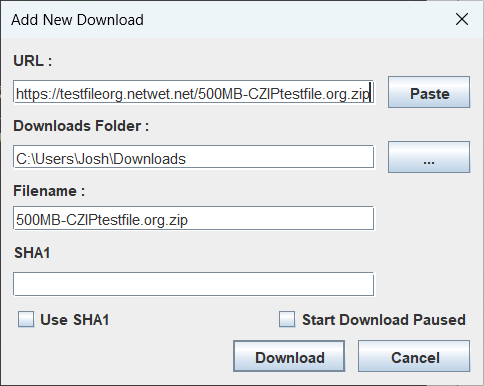 Add New Download
URL :
https://testfileorg.netwet.net/500MB-CZIPtestfile.org.zip
Paste
Downloads Folder :
C:\Users\Josh\Downloads
...
Filename :
500MB-CZIPtestfile.org.zip
SHA1
Use SHA1
Start Download Paused
Download
Cancel